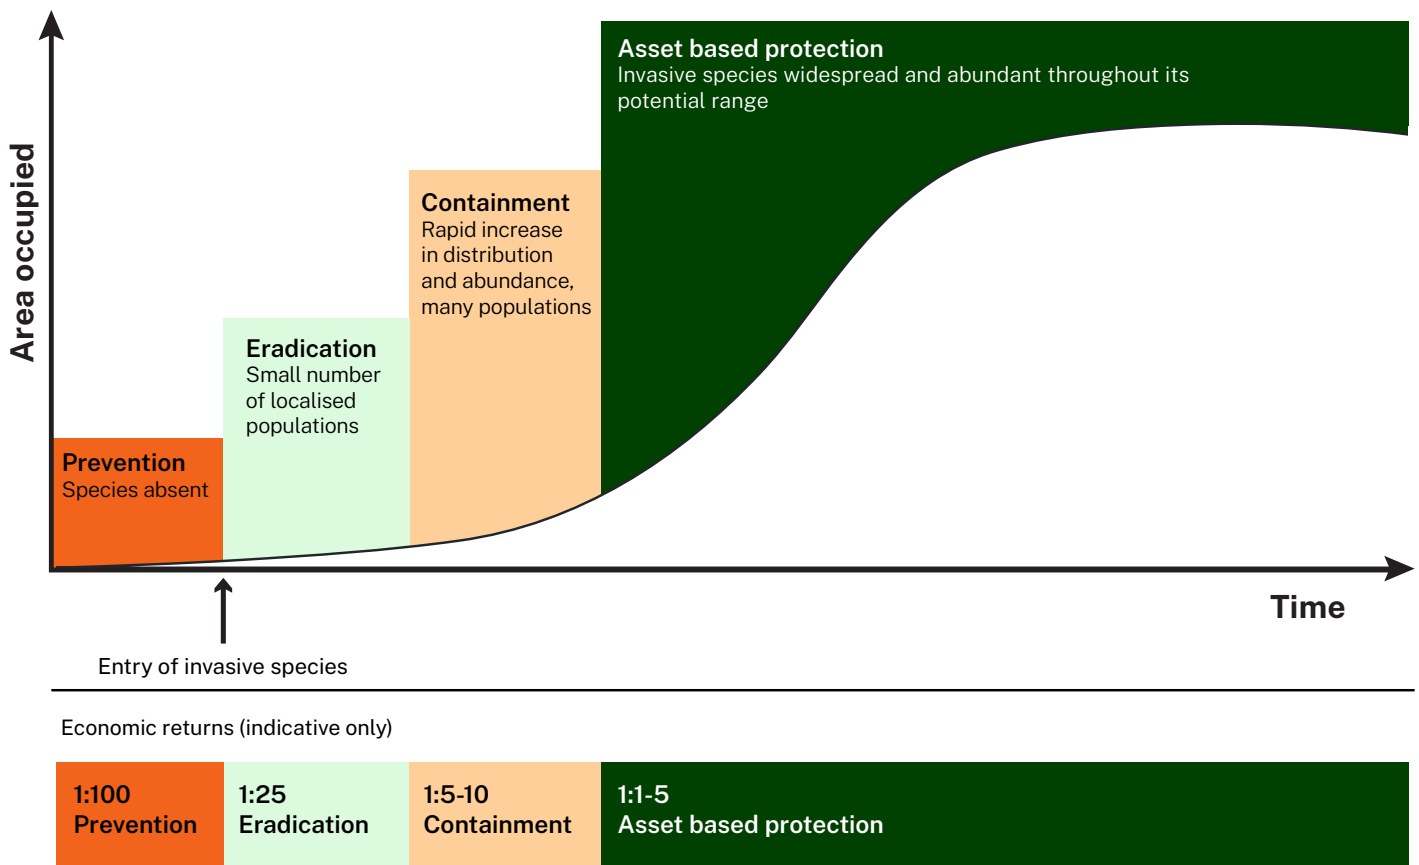 Asset based protection
Invasive species widespread and abundant throughout its
potential range
Containment
Rapid increase
in distribution
and abundance,
many populations
Eradication
Small number
of localised
populations
Prevention
Species absent
Area occupied
Time
Entry of invasive species
Economic returns (indicative only)
1:100
Prevention
1:25
Eradication
1:5-10
Containment
1:1-5
Asset based protection